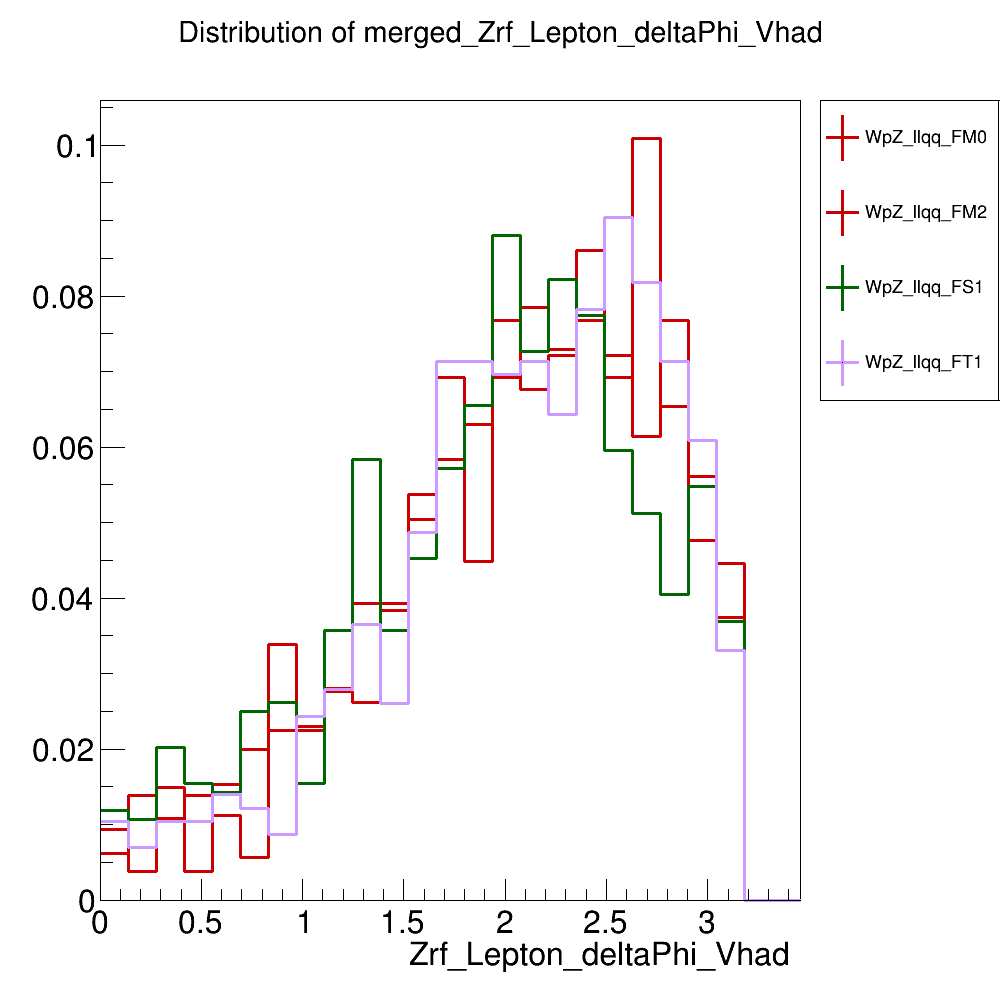 Distribution of merged_Zrf_Lepton_deltaPhi_Vhad
0.1
0.08
0.06
0.04
0.02
0
0 0.5 1 1.5 2 2.5 3
Zrf_Lepton_deltaPhi_Vhad
WpZ_llqq_FM0
WpZ_llqq_FM2
WpZ_llqq_FS1
WpZ_llqq_FT1